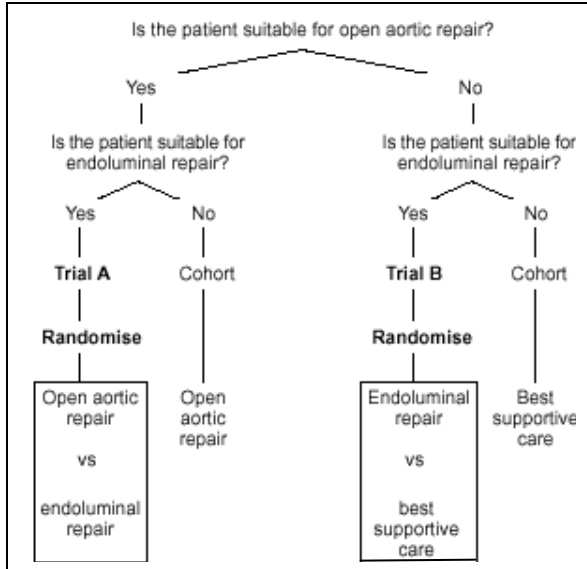 Is the patient suitable for open aortic repair?
Yes
No
Is the patient suitable for
endoluminal repair?
Is the patient suitable for
endoluminal repair?
Yes
No
Yes
No
Trial A
Cohort
Trial B
Cohort
Randomise
Randomise
Open aortic
repair
vs
endoluminal
repair
Open
aortic
repair
Endoluminal
repair
vs
best
supportive
care
Best
supportive
care